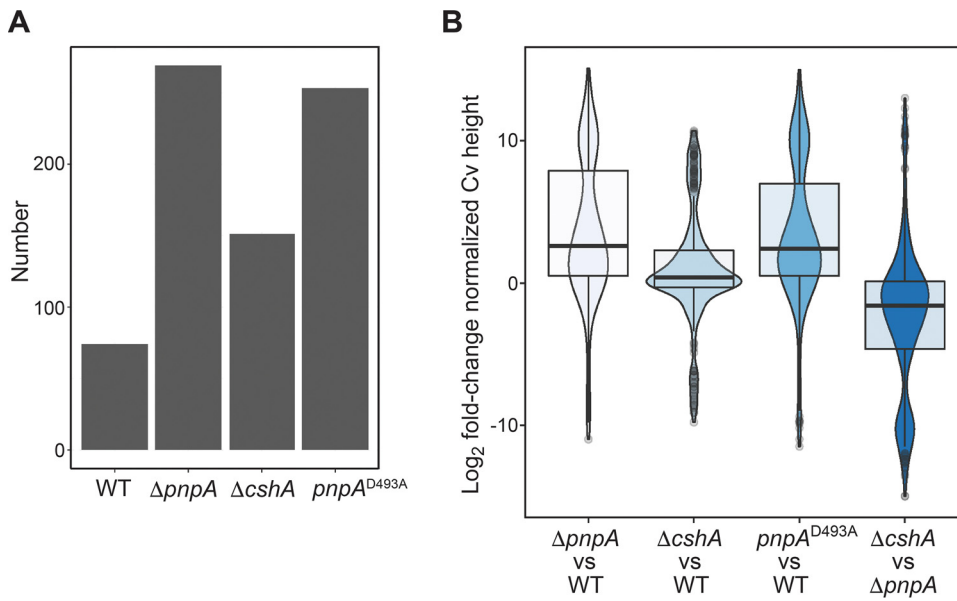 A
Number
200
100
0
WT
ΔpnpA
ΔcshA
pnpA^D493A
B
Log₂ fold-change normalized Cv height
10
0
-10
ΔpnpA
vs
WT
ΔcshA
vs
WT
pnpA^D493A
vs
WT
ΔcshA
vs
ΔpnpA